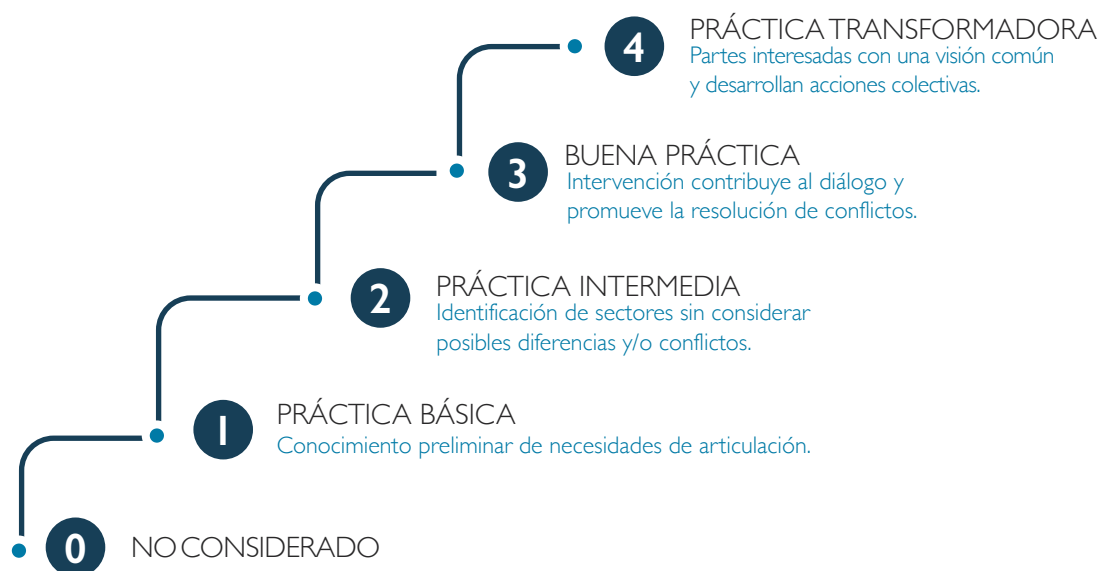 4
PRÁCTICA TRANSFORMADORA
Partes interesadas con una visión común
y desarrollan acciones colectivas.
3
BUENA PRÁCTICA
Intervención contribuye al diálogo y
promueve la resolución de conflictos.
2
PRÁCTICA INTERMEDIA
Identificación de sectores sin considerar
posibles diferencias y/o conflictos.
1
PRÁCTICA BÁSICA
Conocimiento preliminar de necesidades de articulación.
0
NO CONSIDERADO